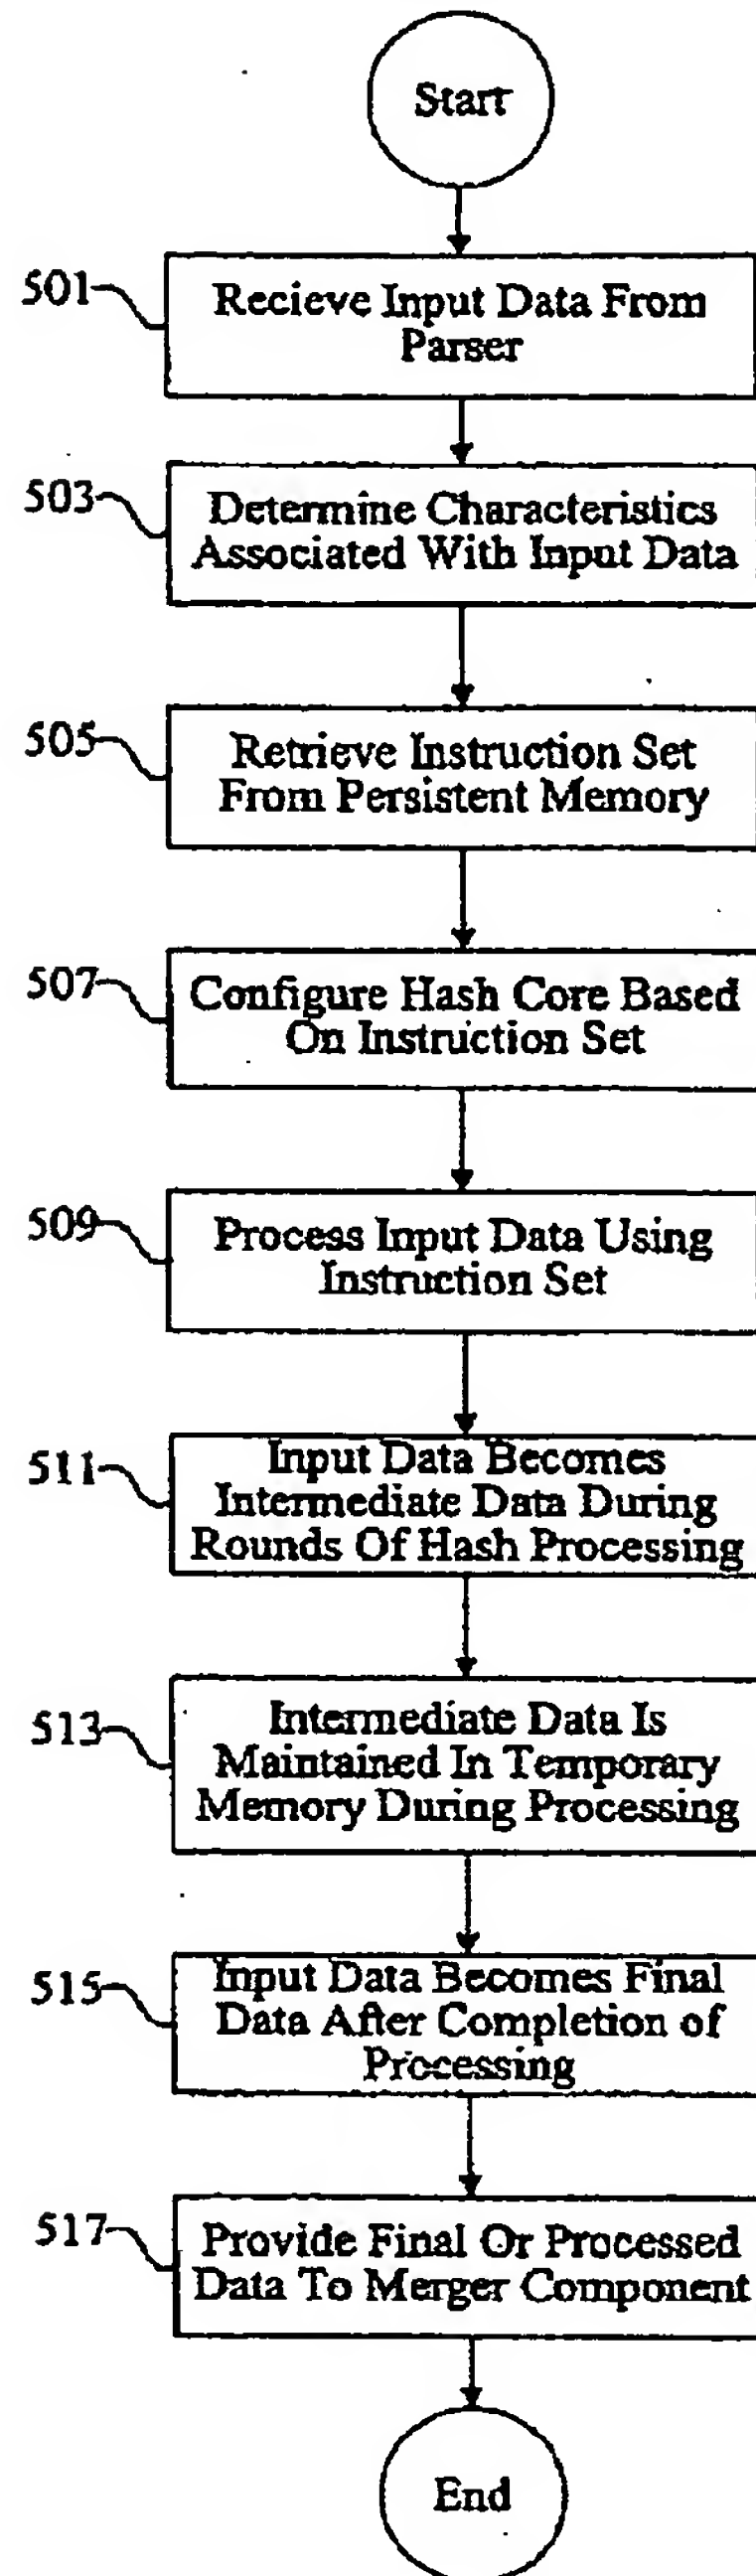 Start
501
Recieve Input Data From
Parser
503
Determine Characteristics
Associated With Input Data
505
Retrieve Instruction Set
From Persistent Memory
507
Configure Hash Core Based
On Instruction Set
509
Process Input Data Using
Instruction Set
511
Input Data Becomes
Intermediate Data During
Rounds Of Hash Processing
513
Intermediate Data Is
Maintained In Temporary
Memory During Processing
515
Input Data Becomes Final
Data After Completion of
Processing
517
Provide Final Or Processed
Data To Merger Component
End